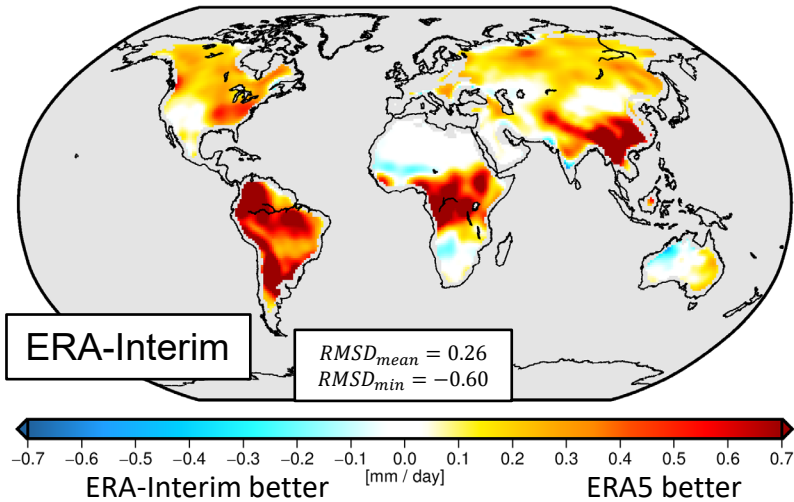 ERA-Interim
RMSD_mean = 0.26
RMSD_min = −0.60
−0.7 −0.6 −0.5 −0.4 −0.3 −0.2 −0.1 0.0 0.1 0.2 0.3 0.4 0.5 0.6 0.7
[mm / day]
ERA-Interim better ERA5 better